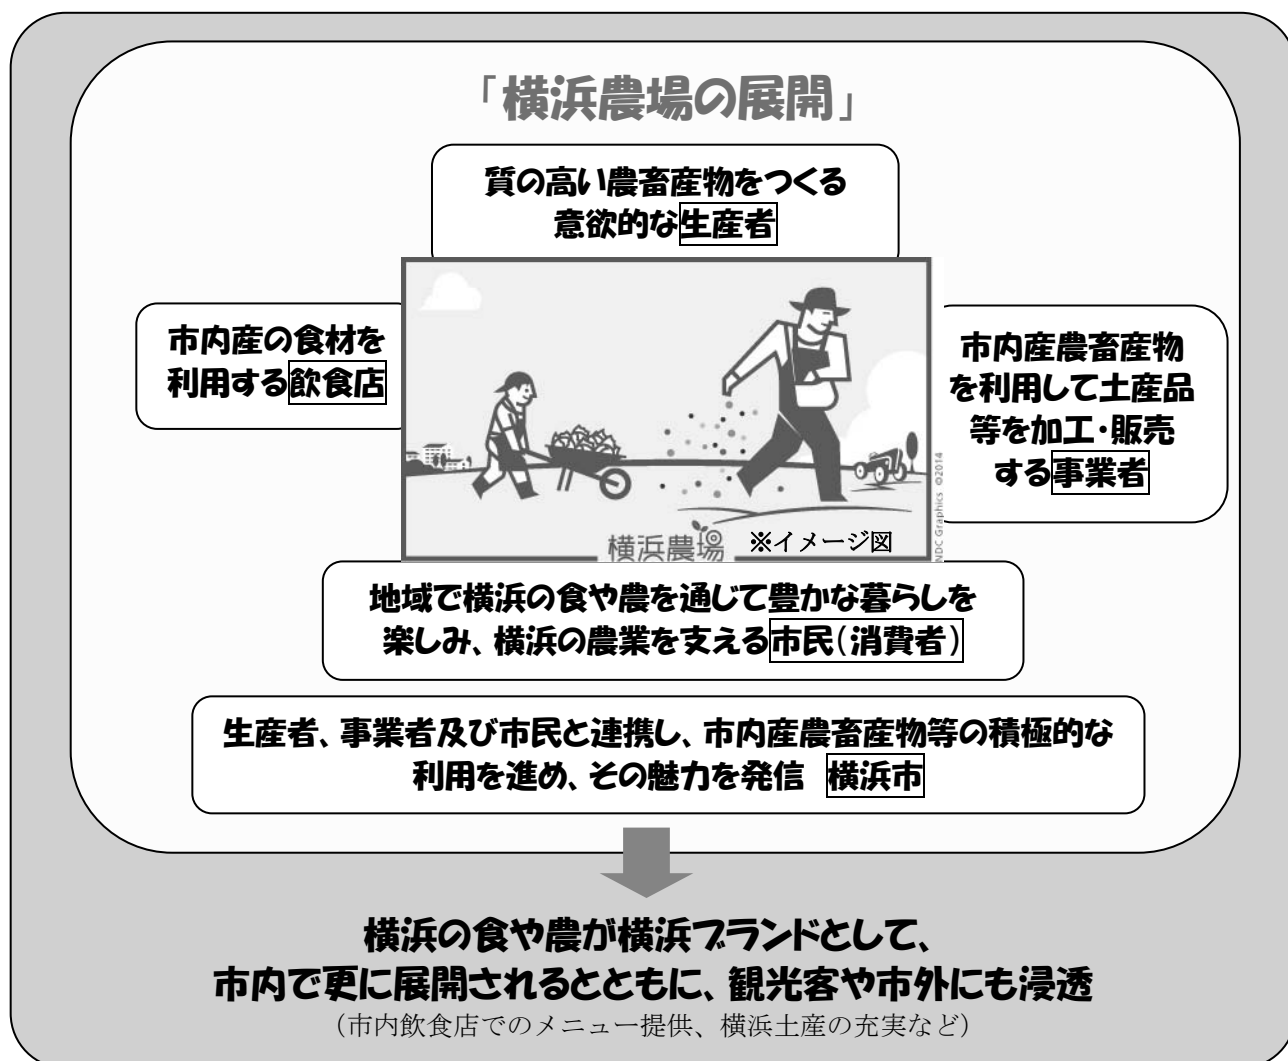 「横浜農場の展開」
質の高い農畜産物をつくる
意欲的な生産者
市内産の食材を
利用する飲食店
市内産農畜産物
を利用して土産品
等を加工・販売
する事業者
NDC Graphics ©2014
横浜農場 ※イメージ図
地域で横浜の食や農を通じて豊かな暮らしを
楽しみ、横浜の農業を支える市民(消費者)
生産者、事業者及び市民と連携し、市内産農畜産物等の積極的な
利用を進め、その魅力を発信 横浜市
横浜の食や農が横浜ブランドとして、
市内で更に展開されるとともに、観光客や市外にも浸透
(市内飲食店でのメニュー提供、横浜土産の充実など)